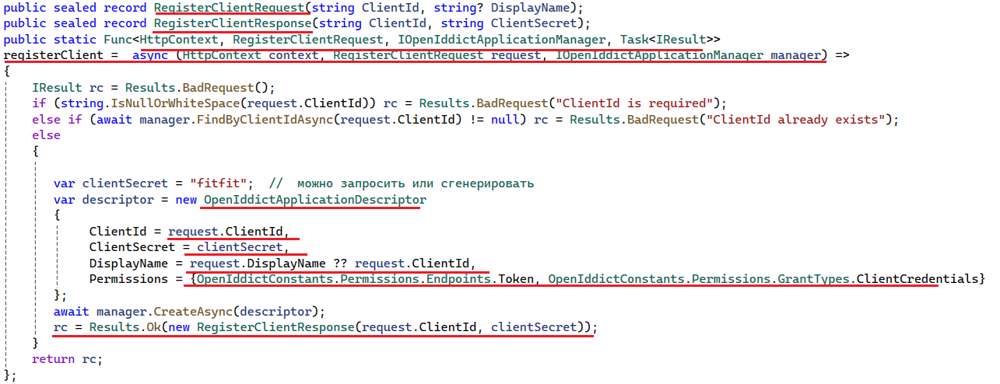 public sealed record RegisterClientRequest(string ClientId, string? DisplayName);
public sealed record RegisterClientResponse(string ClientId, string ClientSecret);
public static Func<HttpContext, RegisterClientRequest, IOpenIddictApplicationManager, Task<IResult>>
registerClient =  async (HttpContext context, RegisterClientRequest request, IOpenIddictApplicationManager manager) =>
{
    IResult rc = Results.BadRequest();
    if (string.IsNullOrWhiteSpace(request.ClientId)) rc = Results.BadRequest("ClientId is required");
    else if (await manager.FindByClientIdAsync(request.ClientId) != null) rc = Results.BadRequest("ClientId already exists");
    else
    {
       var clientSecret = "fitfit";  //  можно запросить или сгенерировать
       var descriptor = new OpenIddictApplicationDescriptor
       {
            ClientId = request.ClientId,
            ClientSecret = clientSecret,
            DisplayName = request.DisplayName ?? request.ClientId,
            Permissions = {OpenIddictConstants.Permissions.Endpoints.Token, OpenIddictConstants.Permissions.GrantTypes.ClientCredentials}
       };
       await manager.CreateAsync(descriptor);
       rc = Results.Ok(new RegisterClientResponse(request.ClientId, clientSecret));
    }
    return rc;
};